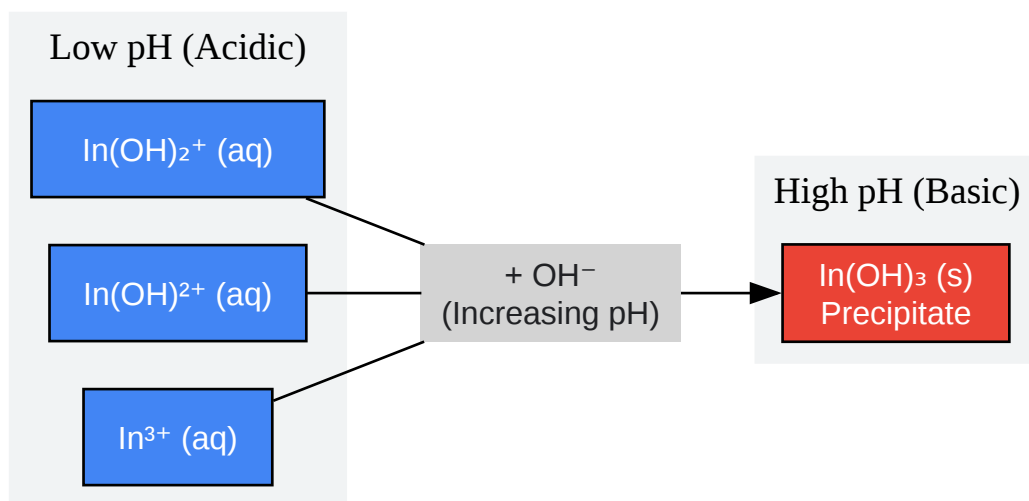 Low pH (Acidic)
In(OH)₂⁺ (aq)
In(OH)²⁺ (aq)
In³⁺ (aq)
+ OH⁻
(Increasing pH)
High pH (Basic)
In(OH)₃ (s)
Precipitate